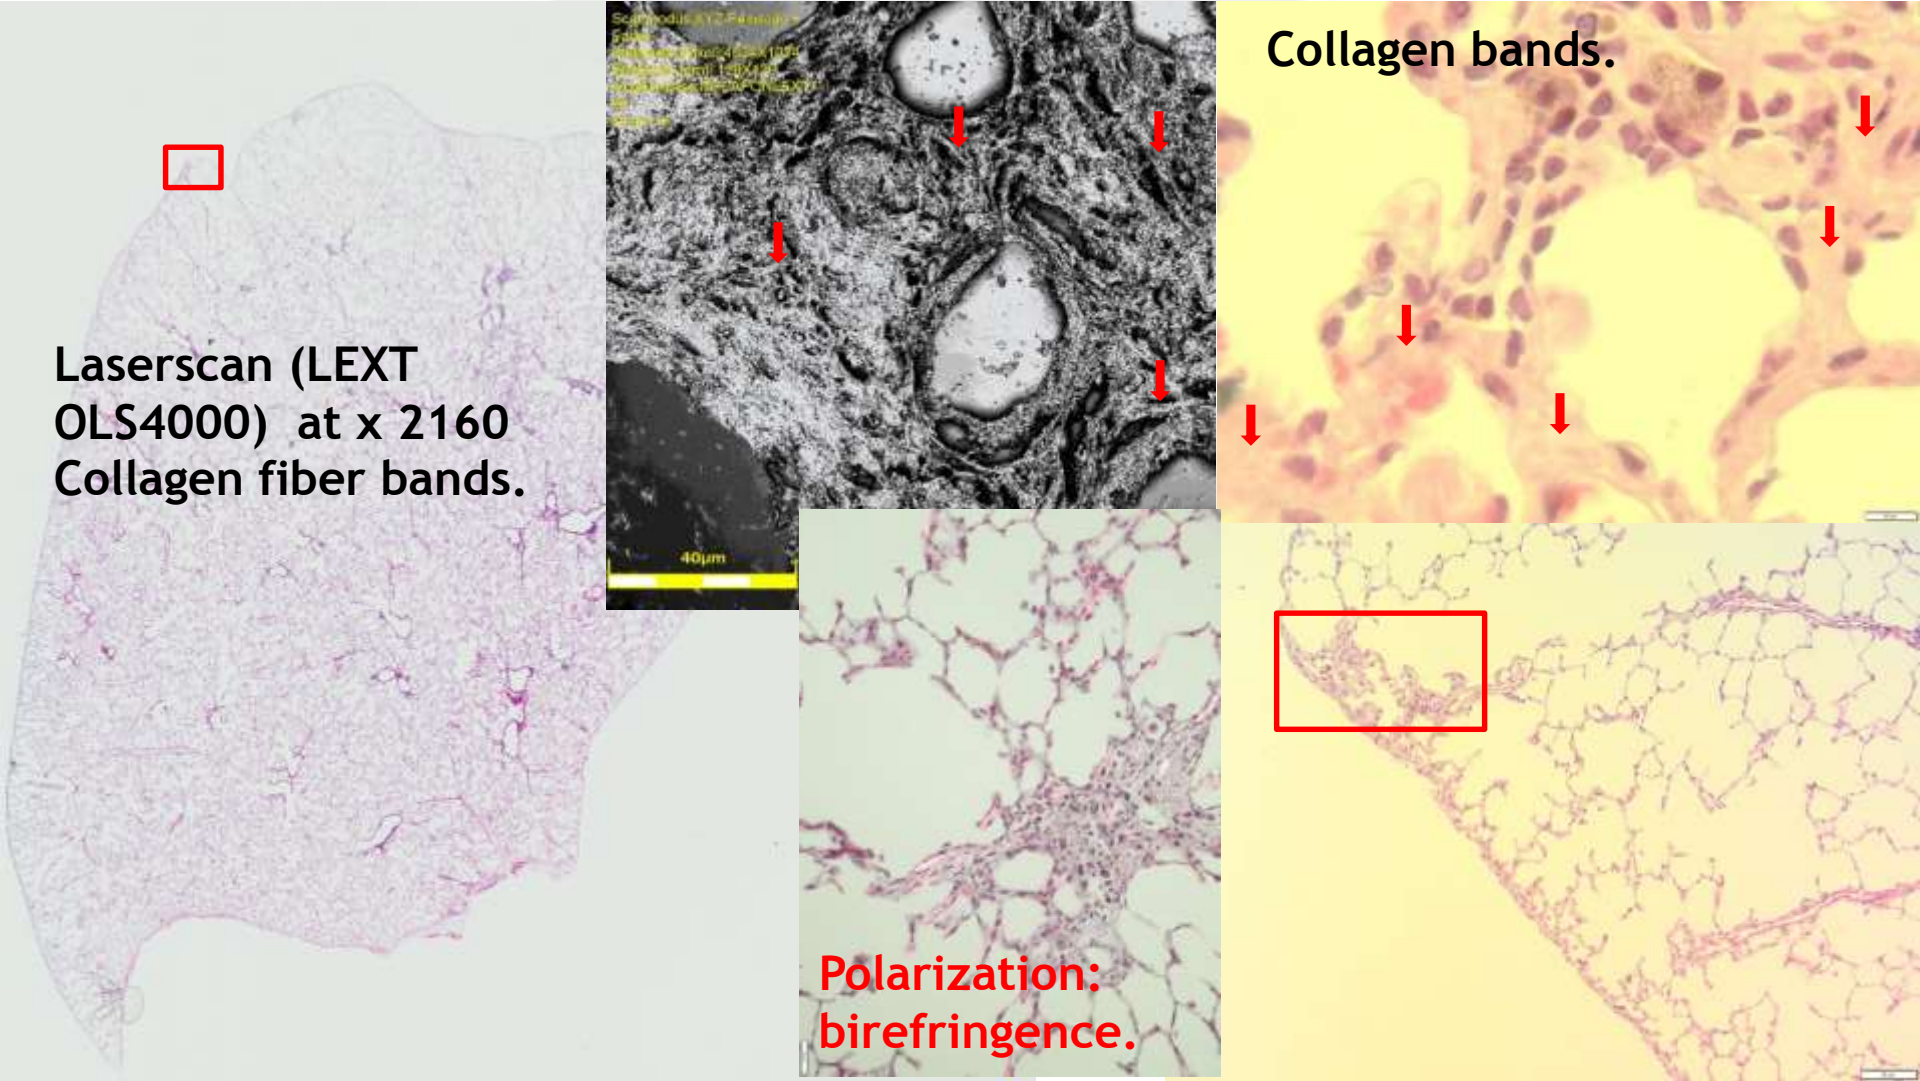 Laserscan (LEXT
OLS4000) at x 2160
Collagen fiber bands.
40µm
Collagen bands.
Polarization:
birefringence.